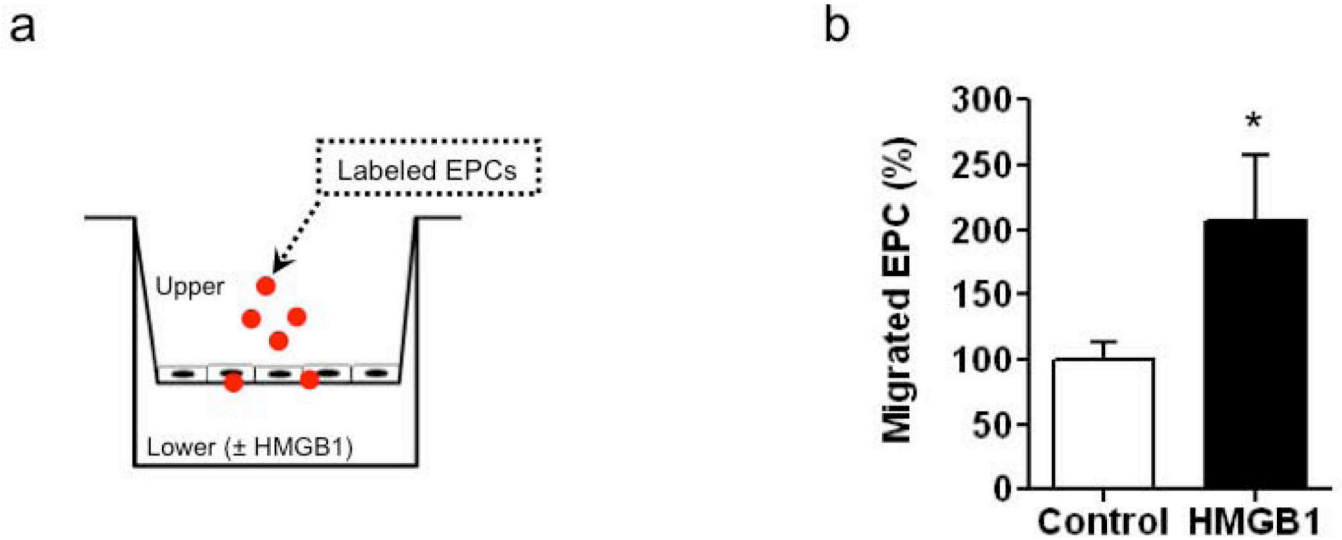 a
Labeled EPCs
Upper
Lower (± HMGB1)
b
Migrated EPC (%)
300
250
200
150
100
50
0
*
Control HMGB1